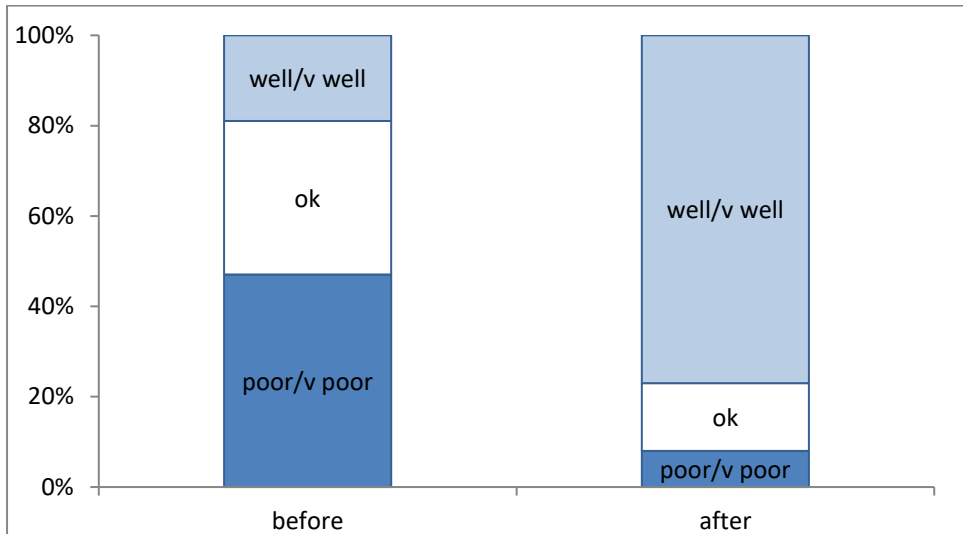 100%
80%
60%
40%
20%
0%
well/v well
ok
poor/v poor
well/v well
ok
poor/v poor
before
after